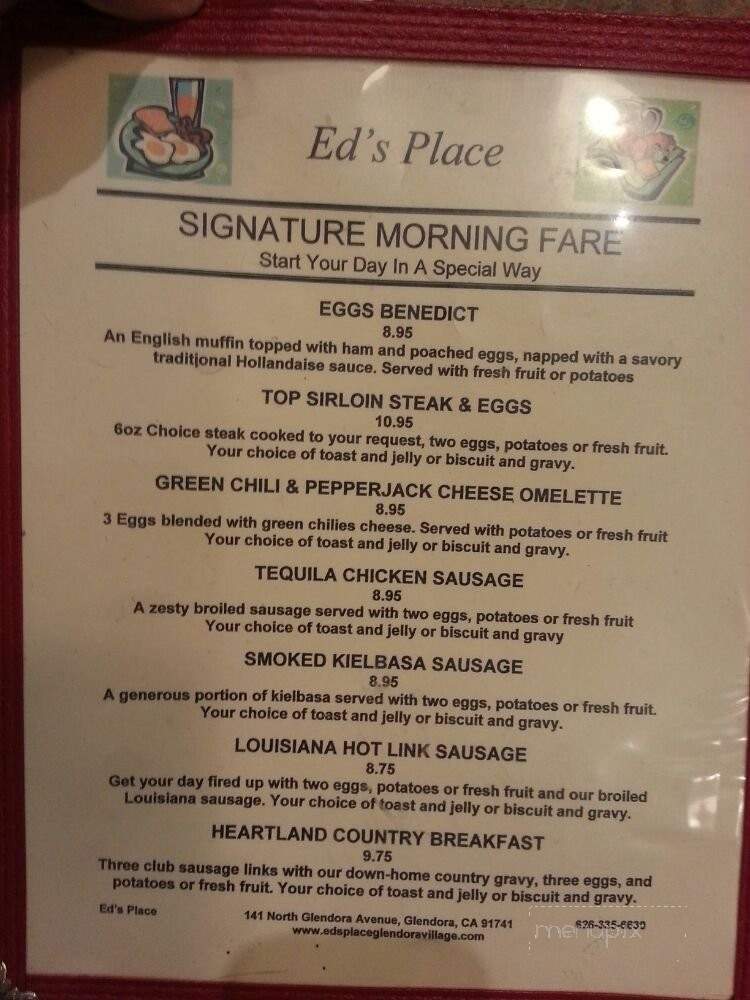 Ed's Place
SIGNATURE MORNING FARE
Start Your Day In A Special Way
EGGS BENEDICT
8.95
An English muffin topped with ham and poached eggs, napped with a savory
traditional Hollandaise sauce. Served with fresh fruit or potatoes
TOP SIRLOIN STEAK & EGGS
10.95
6oz Choice steak cooked to your request, two eggs, potatoes or fresh fruit.
Your choice of toast and jelly or biscuit and gravy.
GREEN CHILI & PEPPERJACK CHEESE OMELETTE
8.95
3 Eggs blended with green chilies cheese. Served with potatoes or fresh fruit
Your choice of toast and jelly or biscuit and gravy.
TEQUILA CHICKEN SAUSAGE
8.95
A zesty broiled sausage served with two eggs, potatoes or fresh fruit
Your choice of toast and jelly or biscuit and gravy
SMOKED KIELBASA SAUSAGE
8.95
A generous portion of kielbasa served with two eggs, potatoes or fresh fruit.
Your choice of toast and jelly or biscuit and gravy.
LOUISIANA HOT LINK SAUSAGE
8.75
Get your day fired up with two eggs, potatoes or fresh fruit and our broiled
Louisiana sausage. Your choice of toast and jelly or biscuit and gravy.
HEARTLAND COUNTRY BREAKFAST
9.75
Three club sausage links with our down-home country gravy, three eggs, and
potatoes or fresh fruit. Your choice of toast and jelly or biscuit and gravy.
Ed's Place 141 North Glendora Avenue, Glendora, CA 91741 626-335-6630
www.edsplaceglendoravillage.com
menupix